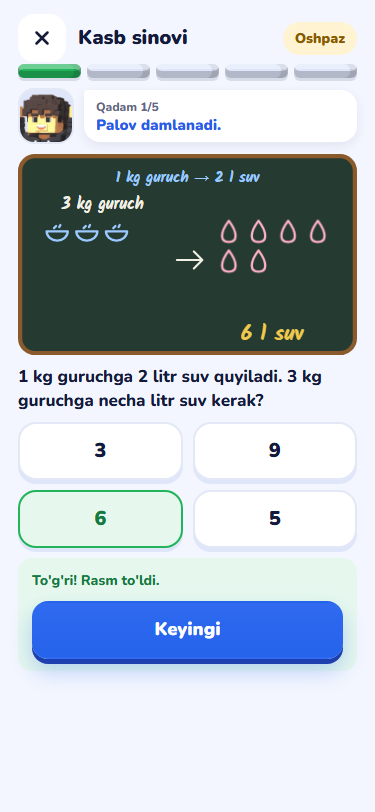 Kasb sinovi
Oshpaz
Qadam 1/5
Palov damlanadi.
1 kg guruch → 2 l suv
3 kg guruch
6 l suv
1 kg guruchga 2 litr suv quyiladi. 3 kg
guruchga necha litr suv kerak?
3
9
6
5
To'g'ri! Rasm to'ldi.
Keyingi